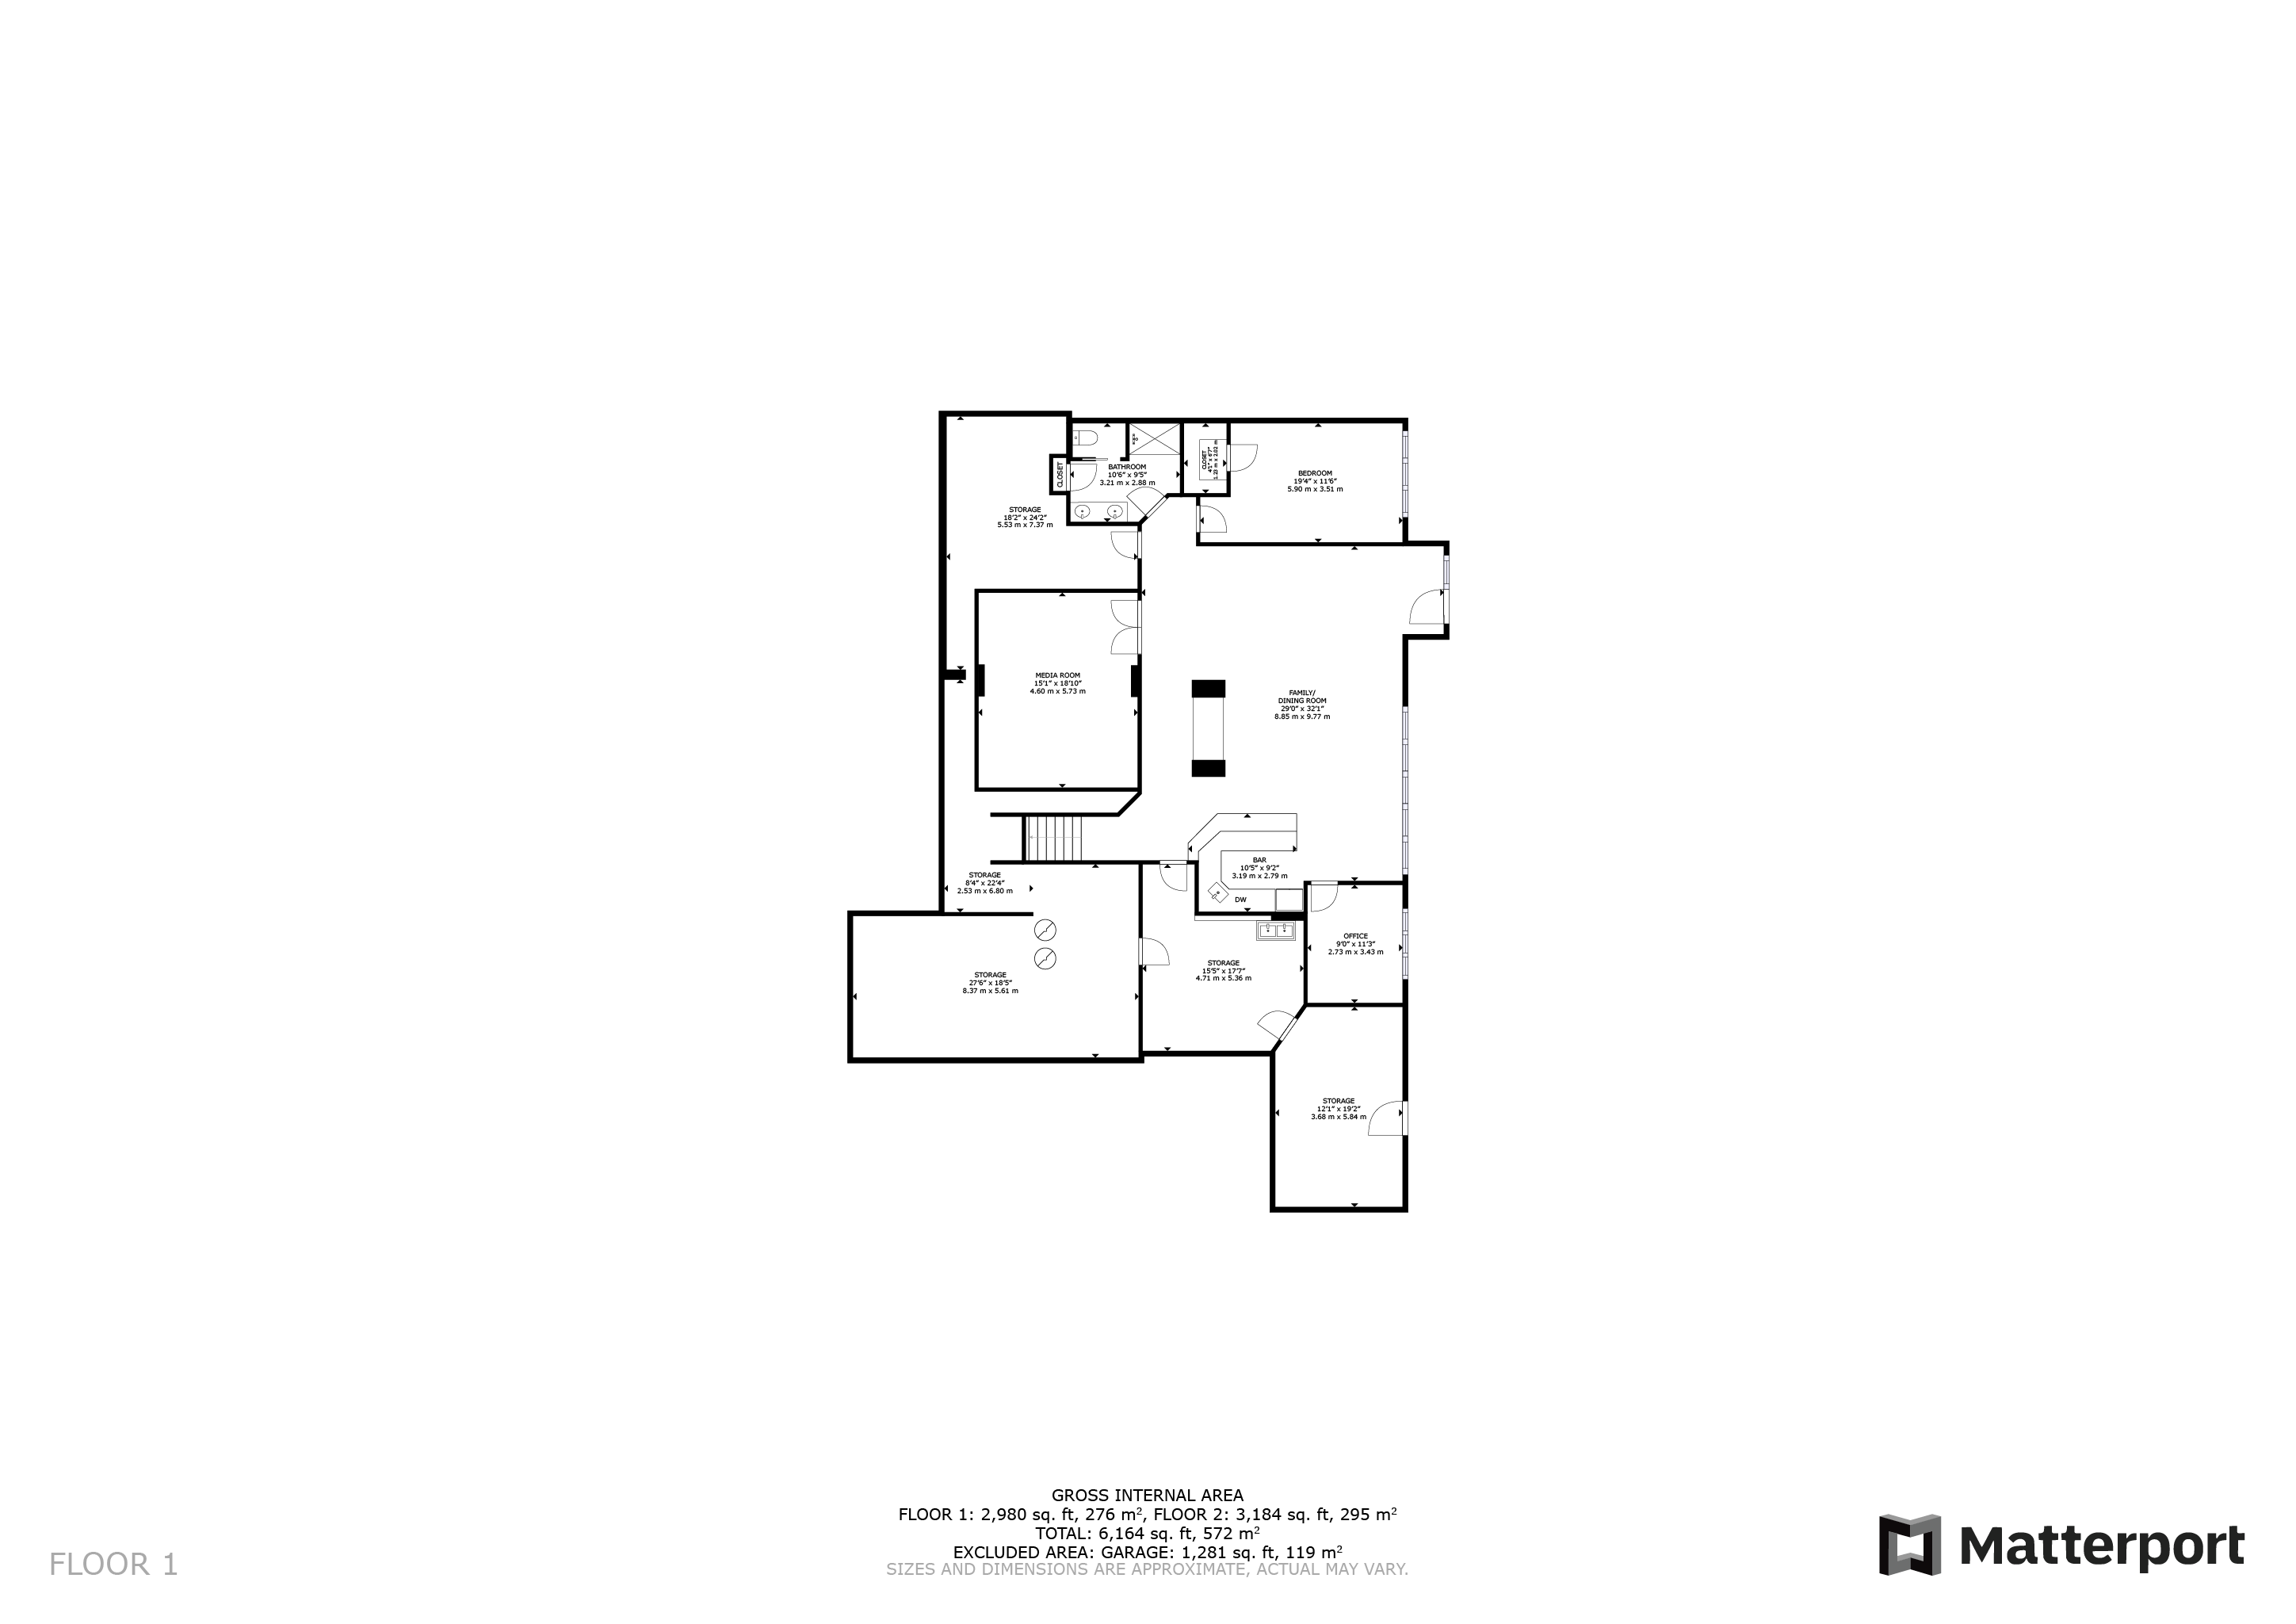 CLOSET
BATHROOM
10'6" x 9'5"
3.21 m x 2.88 m
CLOSET
4'1" x 6'7"
1.23 m x 2.02 m
BEDROOM
19'4" x 11'6"
5.90 m x 3.51 m
STORAGE
18'2" x 24'2"
5.53 m x 7.37 m
MEDIA ROOM
15'1" x 18'10"
4.60 m x 5.73 m
FAMILY/
DINING ROOM
29'0" x 32'1"
8.85 m x 9.77 m
BAR
10'5" x 9'2"
3.19 m x 2.79 m
DW
STORAGE
8'4" x 22'4"
2.53 m x 6.80 m
OFFICE
9'0" x 11'3"
2.73 m x 3.43 m
STORAGE
15'5" x 17'7"
4.71 m x 5.36 m
STORAGE
27'6" x 18'5"
8.37 m x 5.61 m
STORAGE
12'1" x 19'2"
3.68 m x 5.84 m
GROSS INTERNAL AREA
FLOOR 1: 2,980 sq. ft, 276 m², FLOOR 2: 3,184 sq. ft, 295 m²
TOTAL: 6,164 sq. ft, 572 m²
EXCLUDED AREA: GARAGE: 1,281 sq. ft, 119 m²
SIZES AND DIMENSIONS ARE APPROXIMATE, ACTUAL MAY VARY.
FLOOR 1
Matterport